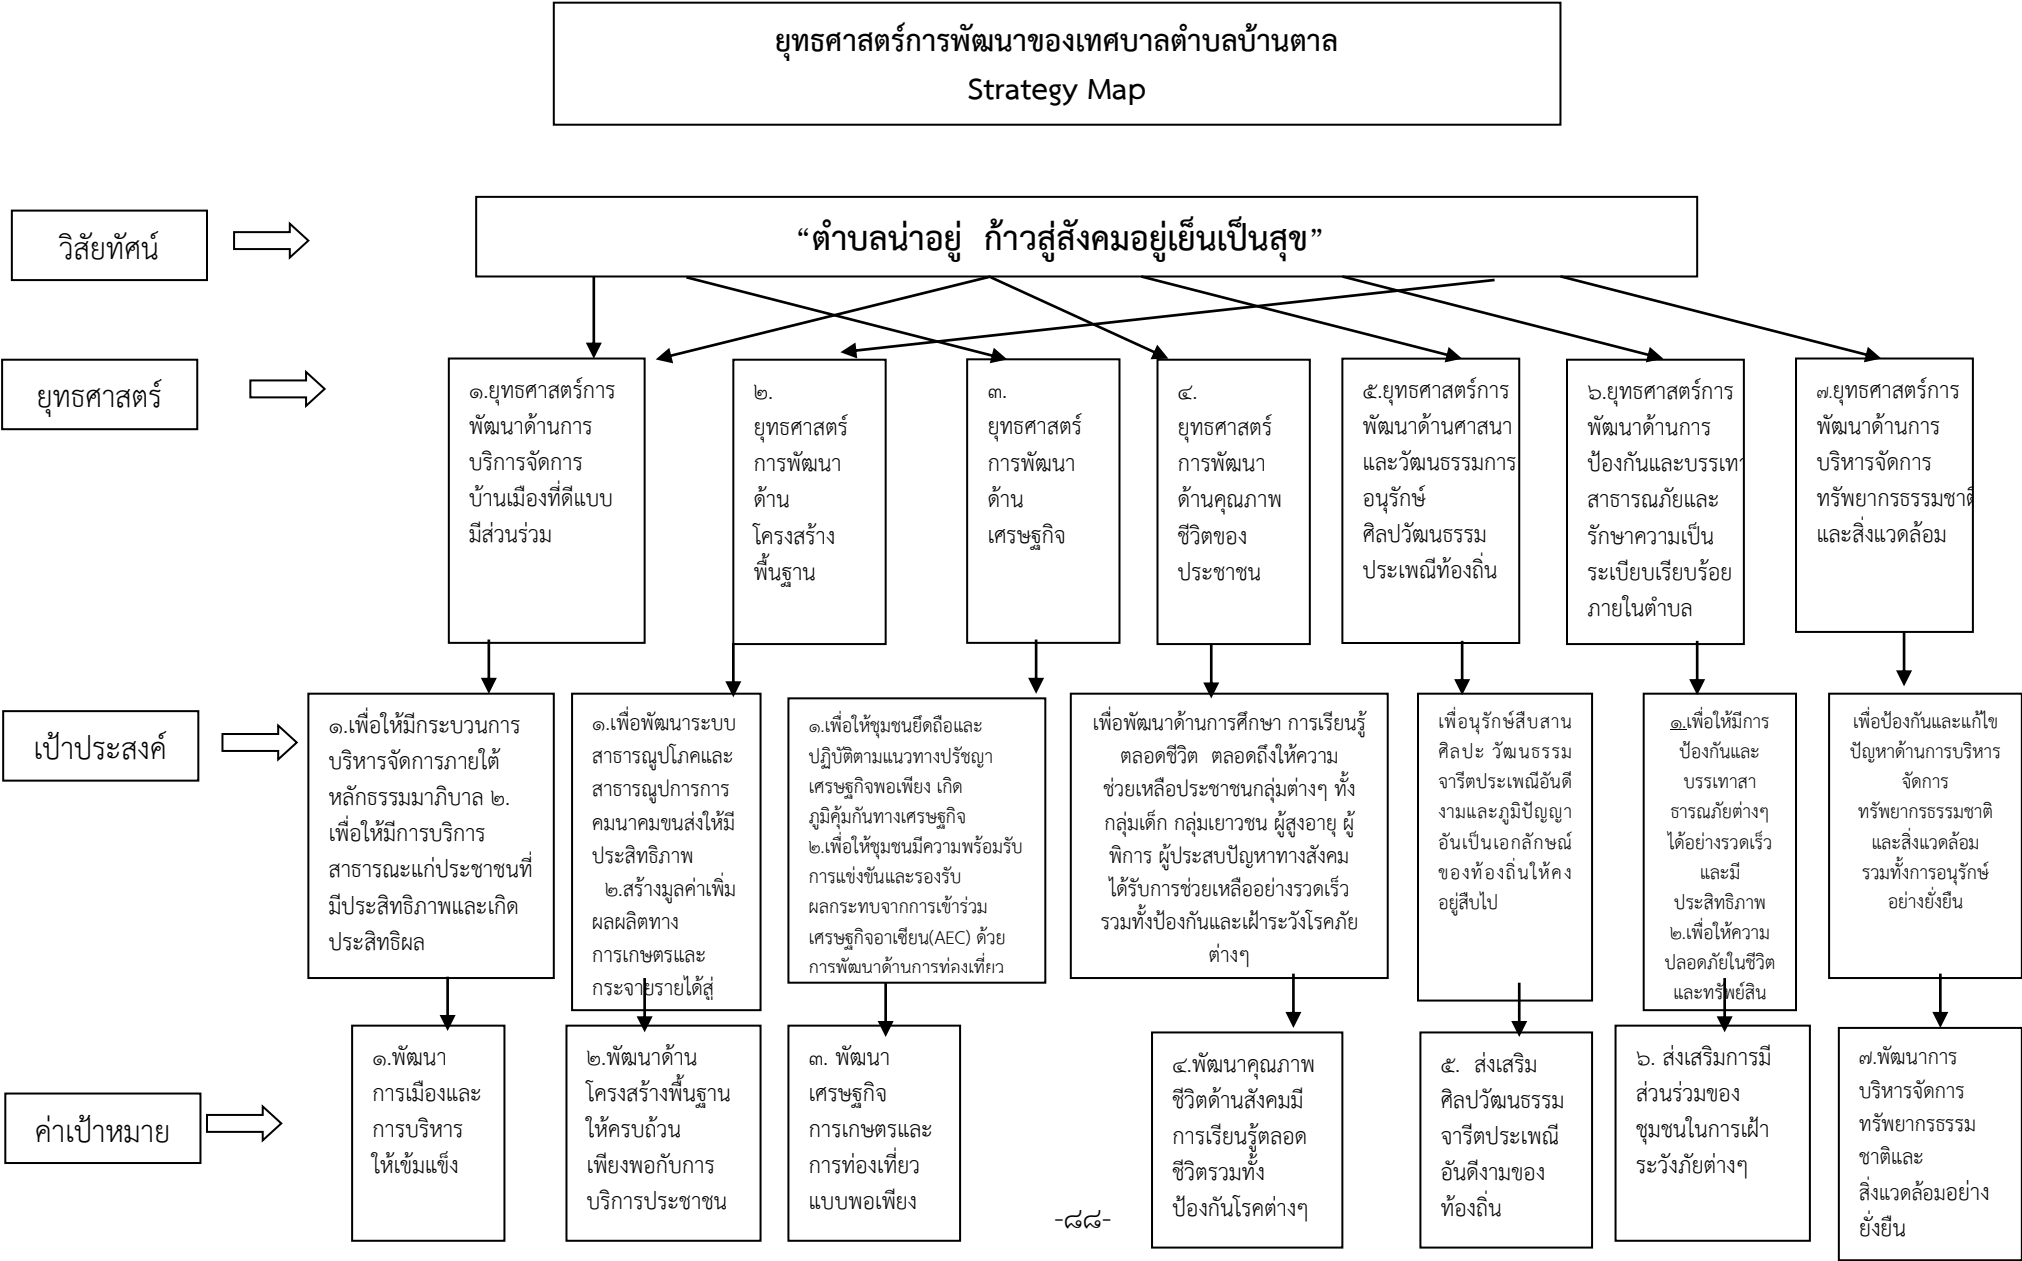 ยุทธศาสตร์การพัฒนาของเทศบาลตำบลบ้านตาล
Strategy Map
วิสัยทัศน์
“ตำบลน่าอยู่ ก้าวสู่สังคมอยู่เย็นเป็นสุข”
ยุทธศาสตร์
๑.ยุทธศาสตร์การ
พัฒนาด้านการ
บริการจัดการ
บ้านเมืองที่ดีแบบ
มีส่วนร่วม
๒.
ยุทธศาสตร์
การพัฒนา
ด้าน
โครงสร้าง
พื้นฐาน
๓.
ยุทธศาสตร์
การพัฒนา
ด้าน
เศรษฐกิจ
๔.
ยุทธศาสตร์
การพัฒนา
ด้านคุณภาพ
ชีวิตของ
ประชาชน
๕.ยุทธศาสตร์การ
พัฒนาด้านศาสนา
และวัฒนธรรมการ
อนุรักษ์
ศิลปวัฒนธรรม
ประเพณีท้องถิ่น
๖.ยุทธศาสตร์การ
พัฒนาด้านการ
ป้องกันและบรรเทา
สาธารณภัยและ
รักษาความเป็น
ระเบียบเรียบร้อย
ภายในตำบล
๗.ยุทธศาสตร์การ
พัฒนาด้านการ
บริหารจัดการ
ทรัพยากรธรรมชาติ
และสิ่งแวดล้อม
เป้าประสงค์
๑.เพื่อให้มีกระบวนการ
บริหารจัดการภายใต้
หลักธรรมมาภิบาล ๒.
เพื่อให้มีการบริการ
สาธารณะแก่ประชาชนที่
มีประสิทธิภาพและเกิด
ประสิทธิผล
๑.เพื่อพัฒนาระบบ
สาธารณูปโภคและ
สาธารณูปการการ
คมนาคมขนส่งให้มี
ประสิทธิภาพ
๒.สร้างมูลค่าเพิ่ม
ผลผลิตทาง
การเกษตรและ
กระจายรายได้สู่
๑.เพื่อให้ชุมชนยึดถือและ
ปฏิบัติตามแนวทางปรัชญา
เศรษฐกิจพอเพียง เกิด
ภูมิคุ้มกันทางเศรษฐกิจ
๒.เพื่อให้ชุมชนมีความพร้อมรับ
การแข่งขันและรองรับ
ผลกระทบจากการเข้าร่วม
เศรษฐกิจอาเซียน(AEC) ด้วย
การพัฒนาด้านการท่องเที่ยว
เพื่อพัฒนาด้านการศึกษา การเรียนรู้
ตลอดชีวิต ตลอดถึงให้ความ
ช่วยเหลือประชาชนกลุ่มต่างๆ ทั้ง
กลุ่มเด็ก กลุ่มเยาวชน ผู้สูงอายุ ผู้
พิการ ผู้ประสบปัญหาทางสังคม
ได้รับการช่วยเหลืออย่างรวดเร็ว
รวมทั้งป้องกันและเฝ้าระวังโรคภัย
ต่างๆ
เพื่อนุรักษ์สืบสาน
ศิลปะ วัฒนธรรม
จารีตประเพณีอันดี
งามและภูมิปัญญา
อันเป็นเอกลักษณ์
ของท้องถิ่นให้คง
อยู่สืบไป
๑.เพื่อให้มีการ
ป้องกันและ
บรรเทาสา
ธารณภัยต่างๆ
ได้อย่างรวดเร็ว
และมี
ประสิทธิภาพ
๒.เพื่อให้ความ
ปลอดภัยในชีวิต
และทรัพย์สิน
เพื่อป้องกันและแก้ไข
ปัญหาด้านการบริหาร
จัดการ
ทรัพยากรธรรมชาติ
และสิ่งแวดล้อม
รวมทั้งการอนุรักษ์
อย่างยั่งยืน
ค่าเป้าหมาย
๑.พัฒนา
การเมืองและ
การบริหาร
ให้เข้มแข็ง
๒.พัฒนาด้าน
โครงสร้างพื้นฐาน
ให้ครบถ้วน
เพียงพอกับการ
บริการประชาชน
๓. พัฒนา
เศรษฐกิจ
การเกษตรและ
การท่องเที่ยว
แบบพอเพียง
๔.พัฒนาคุณภาพ
ชีวิตด้านสังคมมี
การเรียนรู้ตลอด
ชีวิตรวมทั้ง
ป้องกันโรคต่างๆ
๕. ส่งเสริม
ศิลปวัฒนธรรม
จารีตประเพณี
อันดีงามของ
ท้องถิ่น
๖. ส่งเสริมการมี
ส่วนร่วมของ
ชุมชนในการเฝ้า
ระวังภัยต่างๆ
๗.พัฒนาการ
บริหารจัดการ
ทรัพยากรธรรม
ชาติและ
สิ่งแวดล้อมอย่าง
ยั่งยืน
-๘๘-